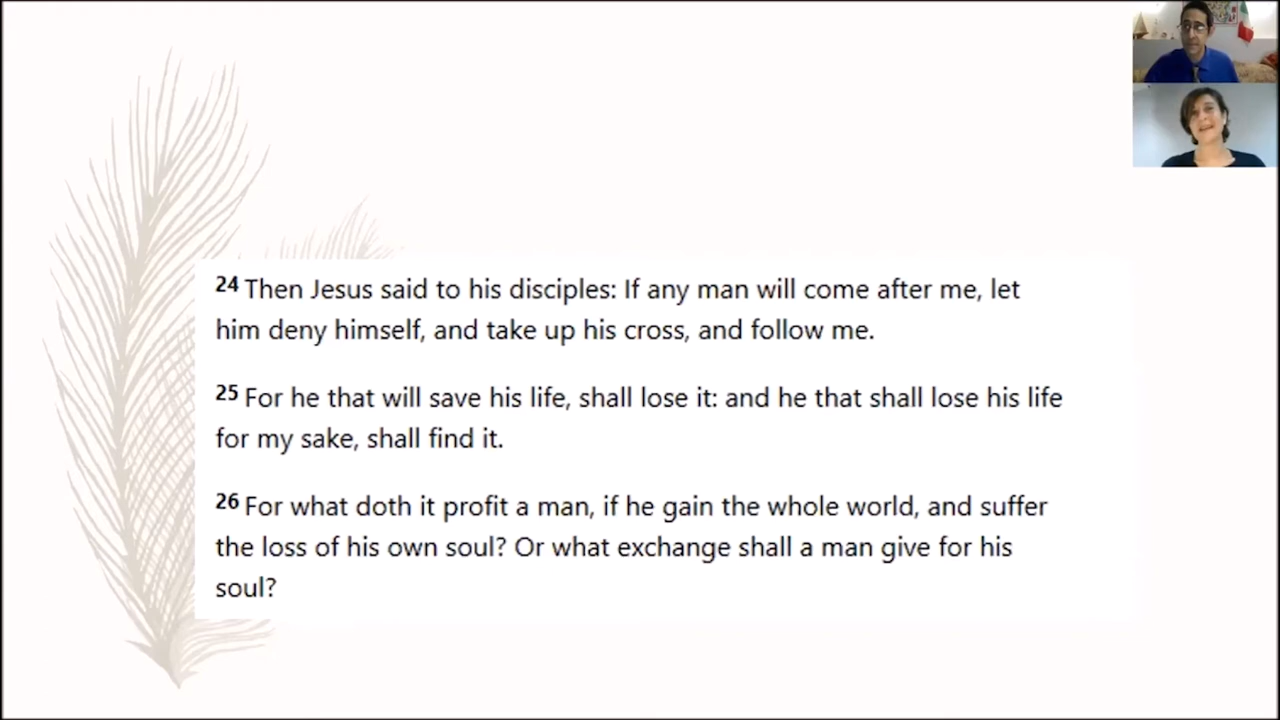 24 Then Jesus said to his disciples: If any man will come after me, let
him deny himself, and take up his cross, and follow me.
25 For he that will save his life, shall lose it: and he that shall lose his life
for my sake, shall find it.
26 For what doth it profit a man, if he gain the whole world, and suffer
the loss of his own soul? Or what exchange shall a man give for his
soul?